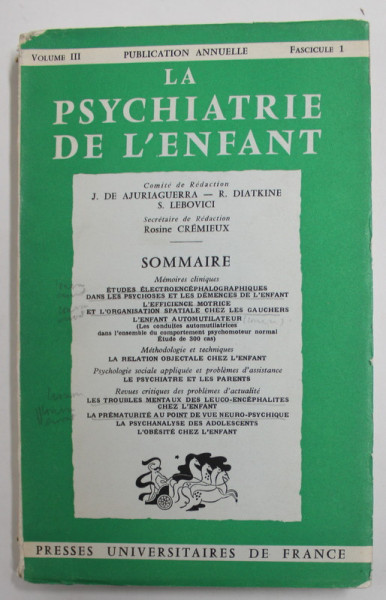 VOLUME III PUBLICATION ANNUELLE FASCICULE 1
LA
PSYCHIATRIE
DE L'ENFANT
Comité de Rédaction
J. DE AJURIAGUERRA — R. DIATKINE
S. LEBOVICI
Secrétaire de Rédaction
Rosine CRÉMIEUX
SOMMAIRE
Mémoires cliniques
ÉTUDES ÉLECTROENCÉPHALOGRAPHIQUES
DANS LES PSYCHOSES ET LES DÉMENCES DE L'ENFANT
L'EFFICIENCE MOTRICE
ET L'ORGANISATION SPATIALE CHEZ LES GAUCHERS
L'ENFANT AUTOMUTILATEUR
(Les conduites automutilatrices
dans l'ensemble du comportement psychomoteur normal
Étude de 300 cas)
Méthodologie et techniques
LA RELATION OBJECTALE CHEZ L'ENFANT
Psychologie sociale appliquée et problèmes d'assistance
LE PSYCHIATRE ET LES PARENTS
Revues critiques des problèmes d'actualité
LES TROUBLES MENTAUX DES LEUCO-ENCÉPHALITES
CHEZ L'ENFANT
LA PRÉMATURITÉ AU POINT DE VUE NEURO-PSYCHIQUE
LA PSYCHANALYSE DES ADOLESCENTS
L'OBÉSITÉ CHEZ L'ENFANT
PRESSES UNIVERSITAIRES DE FRANCE